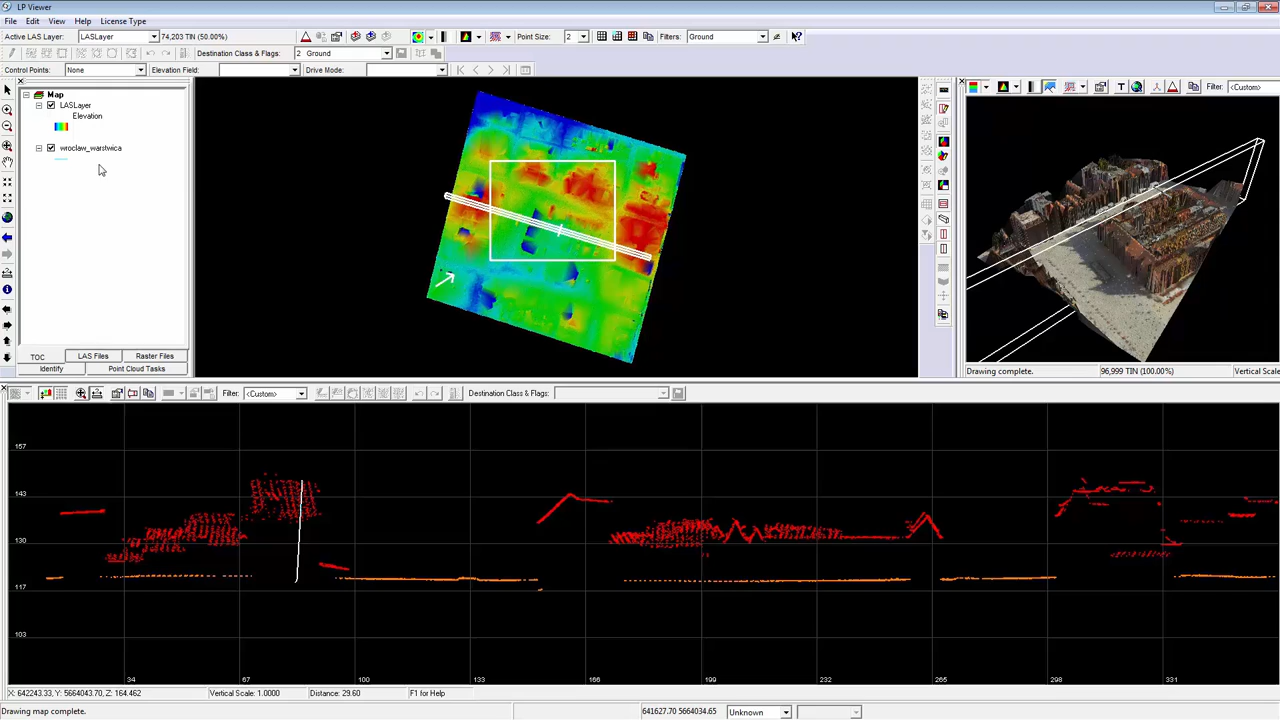 LP Viewer
File Edit View Help License Type
Active LAS Layer: LASLayer 74,203 TIN (50.00%) Point Size: 2 Filters: Ground
Destination Class & Flags: 2 Ground
Control Points: None Elevation Field: Drive Mode:
Map
LASLayer
Elevation
wroclaw_warstwica
TOC LAS Files Raster Files
Identify Point Cloud Tasks
Filter: <Custom>
Drawing complete. 96,999 TIN (100.00%) Vertical Scale
Filter: <Custom> Destination Class & Flags:
157
143
130
117
103
34 67 100 133 166 199 232 265 298 331
X: 642243.33, Y: 5664043.70, Z: 164.462 Vertical Scale: 1.0000 Distance: 29.60 F1 for Help
Drawing map complete. 641627.70 5664034.65 Unknown